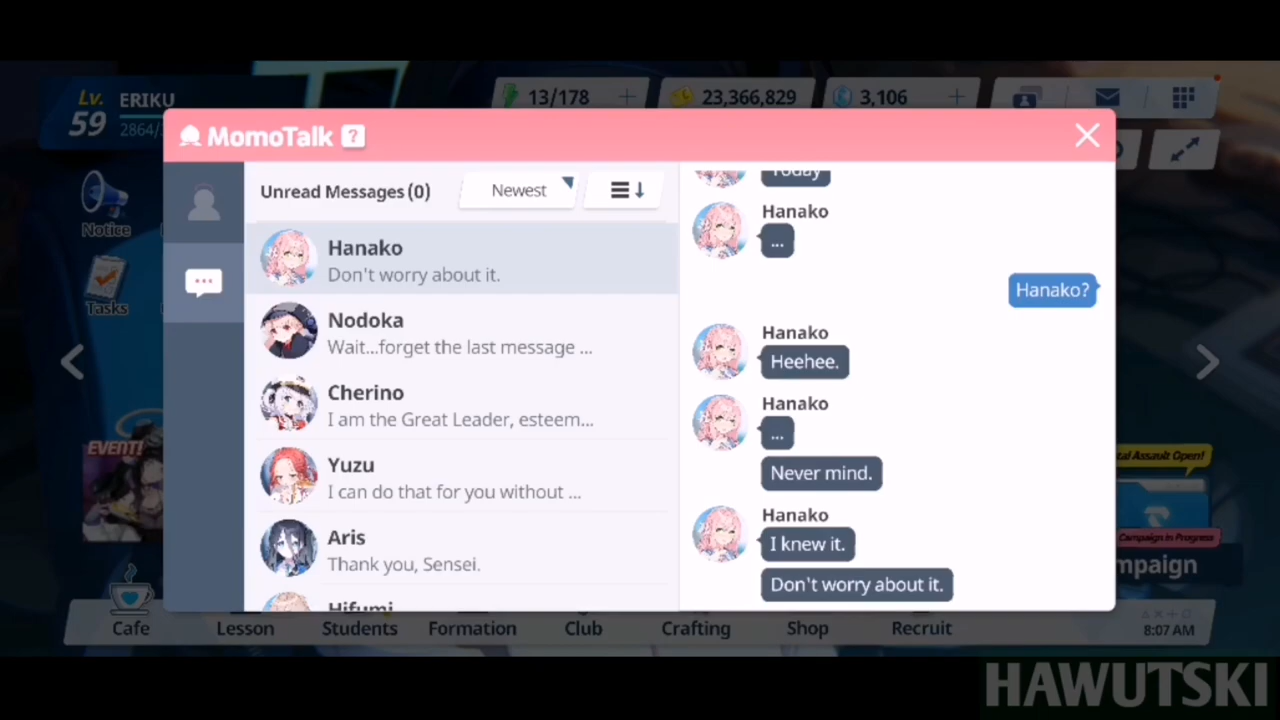 Lv.
59
ERIKU
13/178
23,366,829
3,106
MomoTalk ?
Notice
Tasks
EVENT!
Unread Messages (0)
Newest
Hanako
Don't worry about it.
Nodoka
Wait...forget the last message ...
Cherino
I am the Great Leader, esteem...
Yuzu
I can do that for you without ...
Aris
Thank you, Sensei.
Hifumi
Today
Hanako
...
Hanako?
Hanako
Heehee.
Hanako
...
Never mind.
Hanako
I knew it.
Don't worry about it.
Assault Open!
Campaign in Progress
Cafe
Lesson
Students
Formation
Club
Crafting
Shop
Recruit
8:07 AM
HAWUTSKI